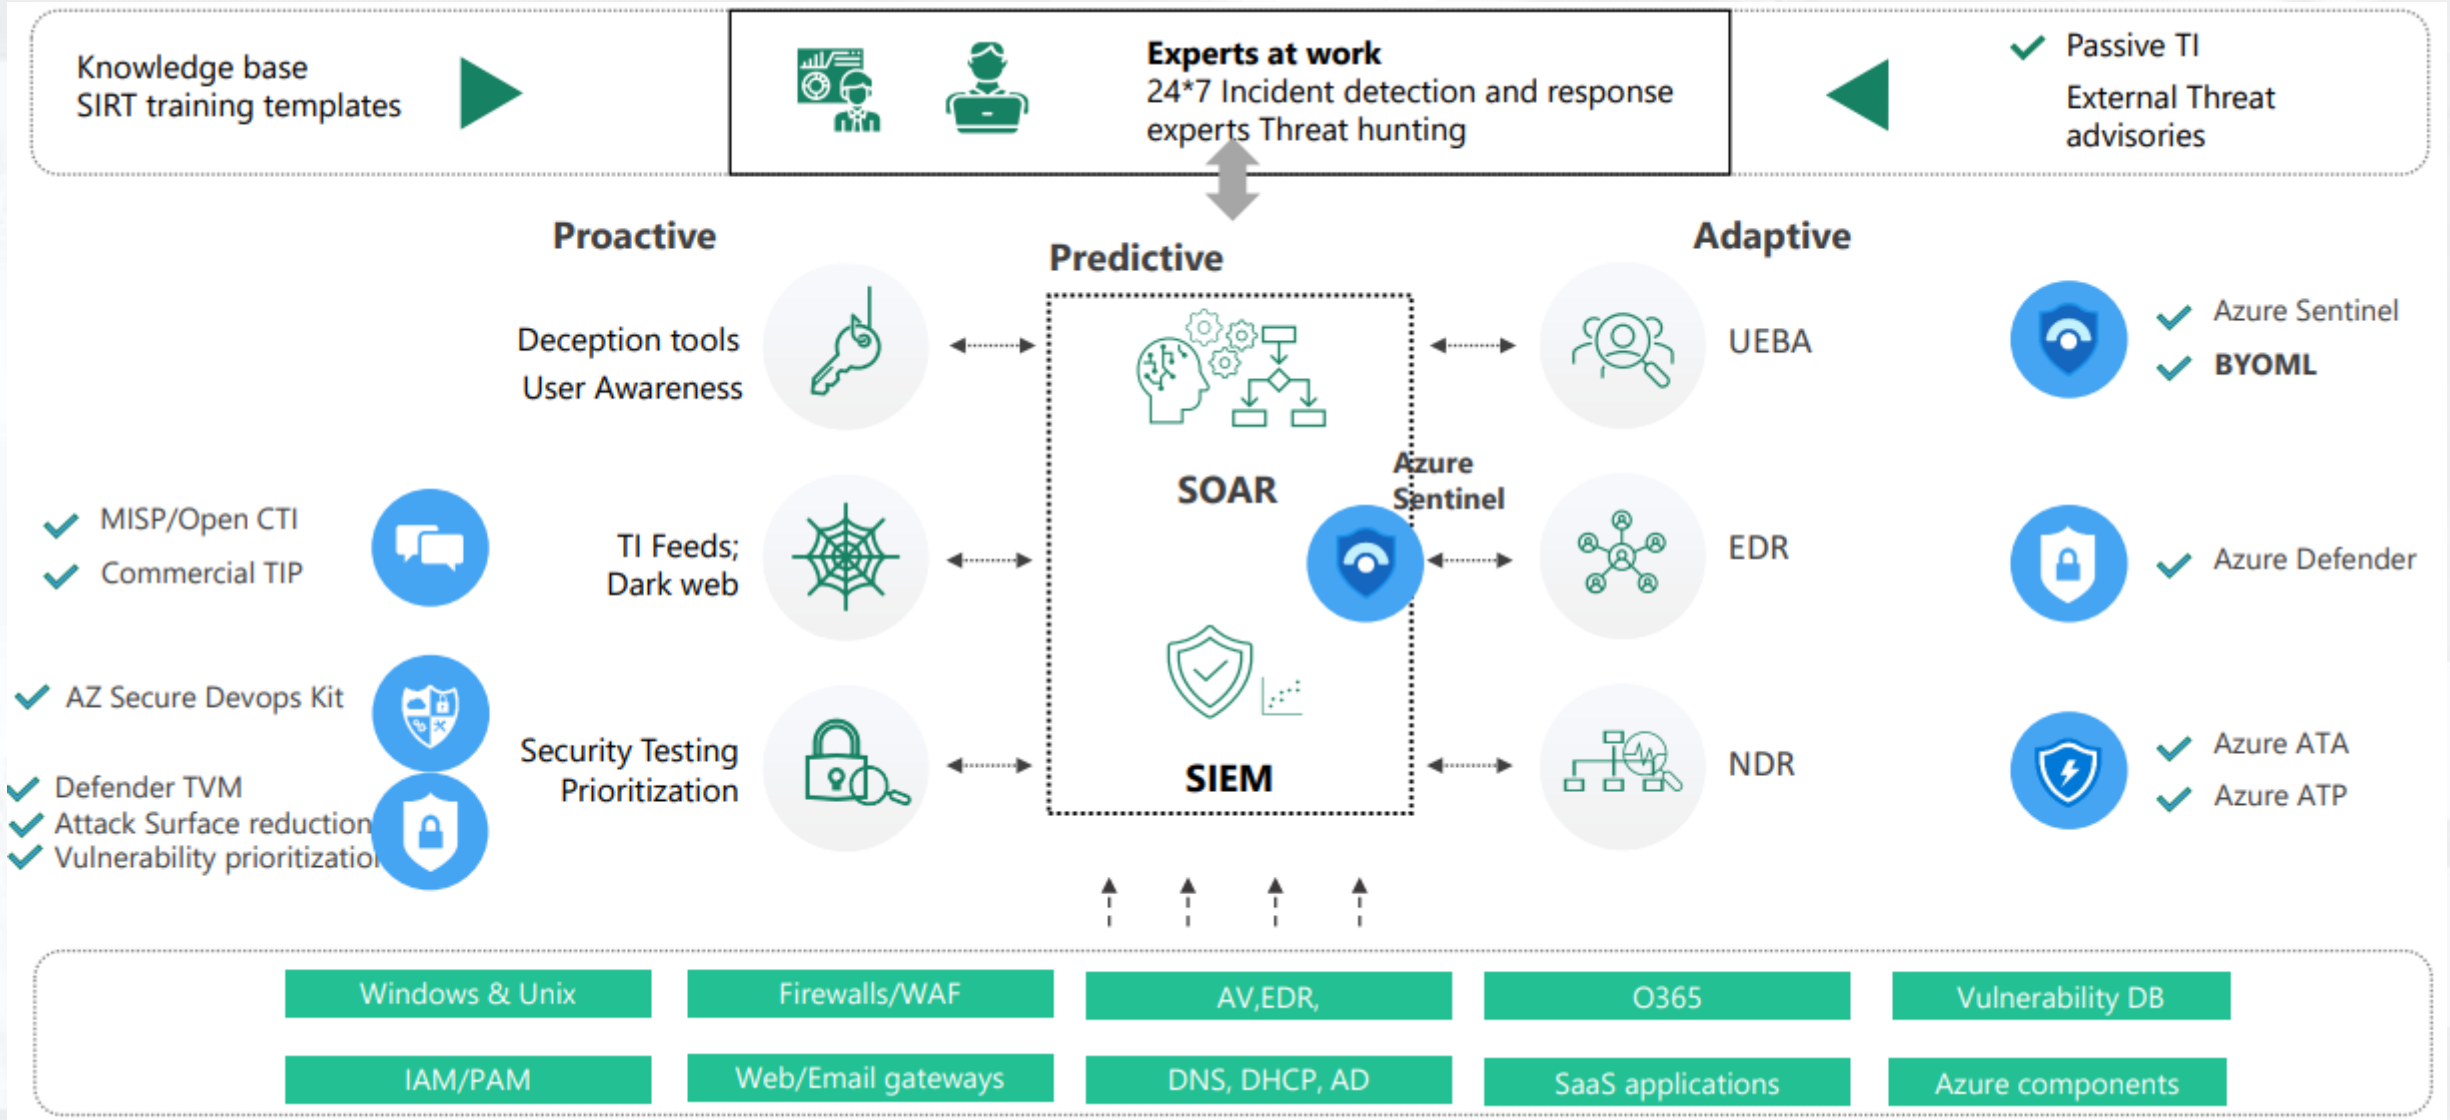 Knowledge base
SIRT training templates
Experts at work
24*7 Incident detection and response
experts Threat hunting
Passive TI
External Threat
advisories
Proactive
Predictive
Adaptive
Deception tools
User Awareness
UEBA
Azure Sentinel
BYOML
MISP/Open CTI
Commercial TIP
TI Feeds;
Dark web
SOAR
Azure
Sentinel
EDR
Azure Defender
AZ Secure Devops Kit
Defender TVM
Attack Surface reduction
Vulnerability prioritization
Security Testing
Prioritization
SIEM
NDR
Azure ATA
Azure ATP
Windows & Unix
Firewalls/WAF
AV,EDR,
O365
Vulnerability DB
IAM/PAM
Web/Email gateways
DNS, DHCP, AD
SaaS applications
Azure components